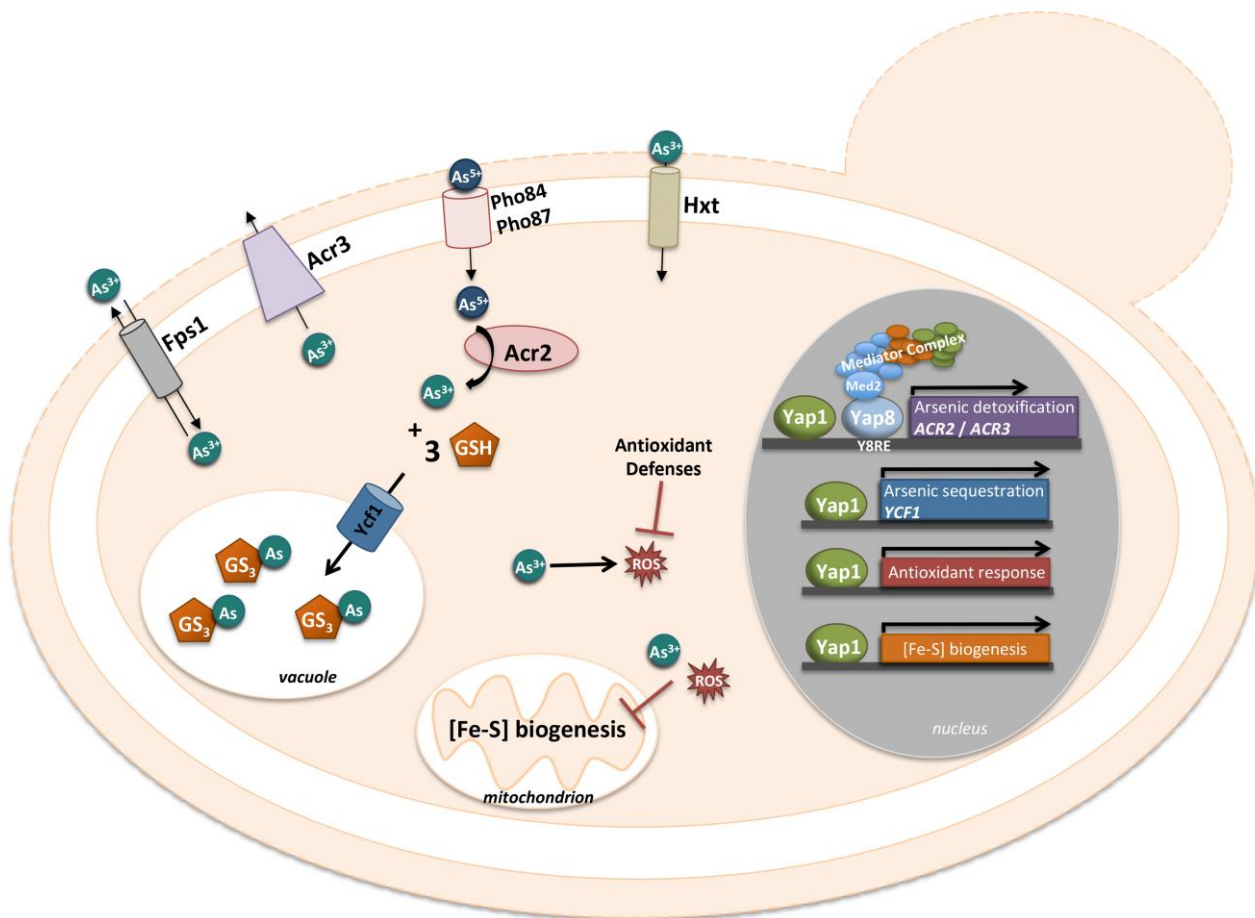 As3+
Fps1
As3+
Acr3
As3+
As5+
Pho84
Pho87
As5+
As3+
Hxt
Acr2
As3+
+
3 GSH
Ycf1
GS3 As
GS3 As
GS3 As
vacuole
Antioxidant
Defenses
As3+
ROS
As3+
ROS
[Fe-S] biogenesis
mitochondrion
Mediator Complex
Med2
Yap1
Yap8
Y8RE
Arsenic detoxification
ACR2 / ACR3
Yap1
Arsenic sequestration
YCF1
Yap1
Antioxidant response
Yap1
[Fe-S] biogenesis
nucleus